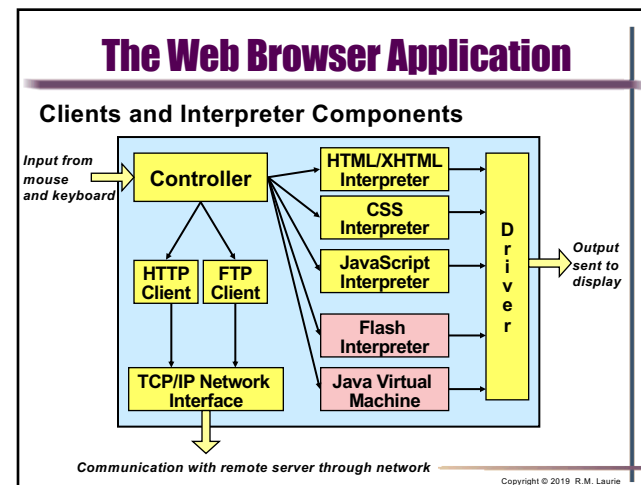 The Web Browser Application
Clients and Interpreter Components
Input from
mouse
and keyboard
Controller
HTML/XHTML
Interpreter
CSS
Interpreter
JavaScript
Interpreter
Flash
Interpreter
Java Virtual
Machine
Driver
Output
sent to
display
HTTP
Client
FTP
Client
TCP/IP Network
Interface
Communication with remote server through network
Copyright © 2019 R.M. Laurie